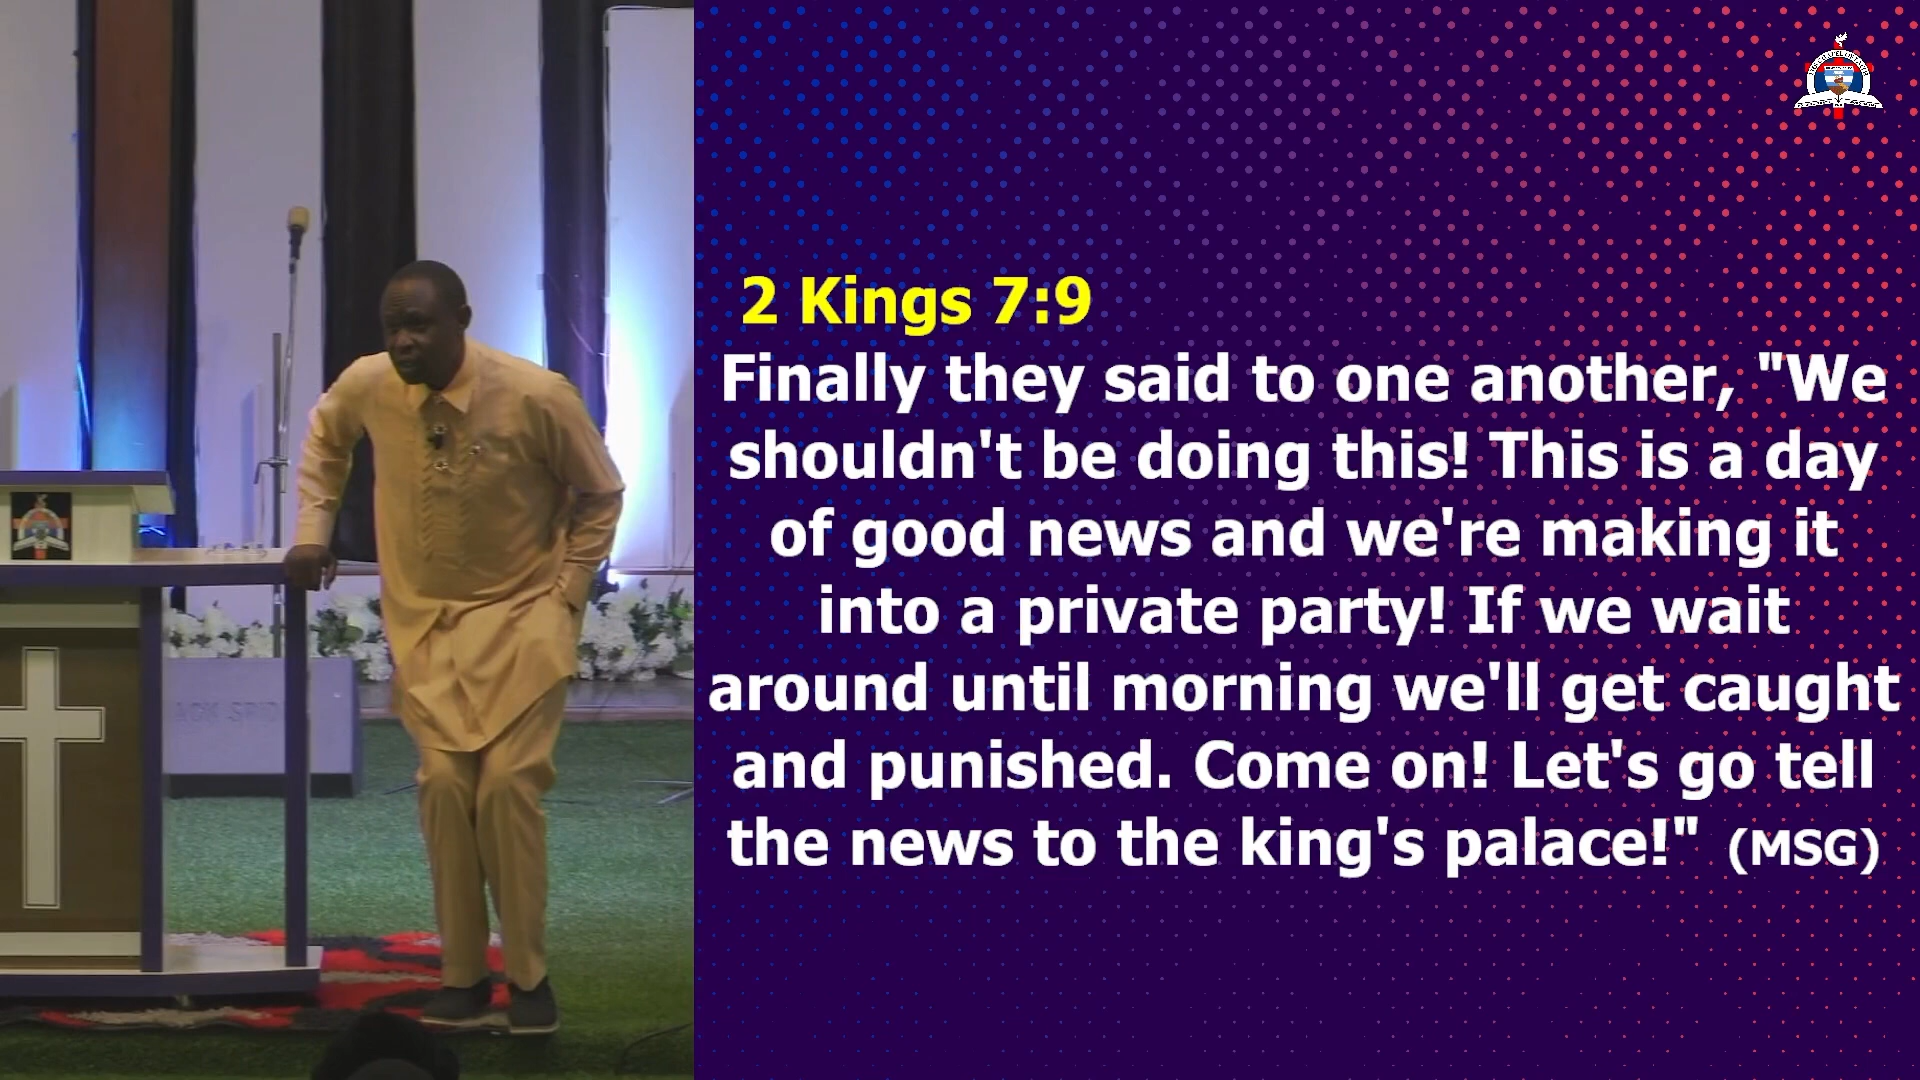 2 Kings 7:9
Finally they said to one another, "We
shouldn't be doing this! This is a day
of good news and we're making it
into a private party! If we wait
around until morning we'll get caught
and punished. Come on! Let's go tell
the news to the king's palace!" (MSG)